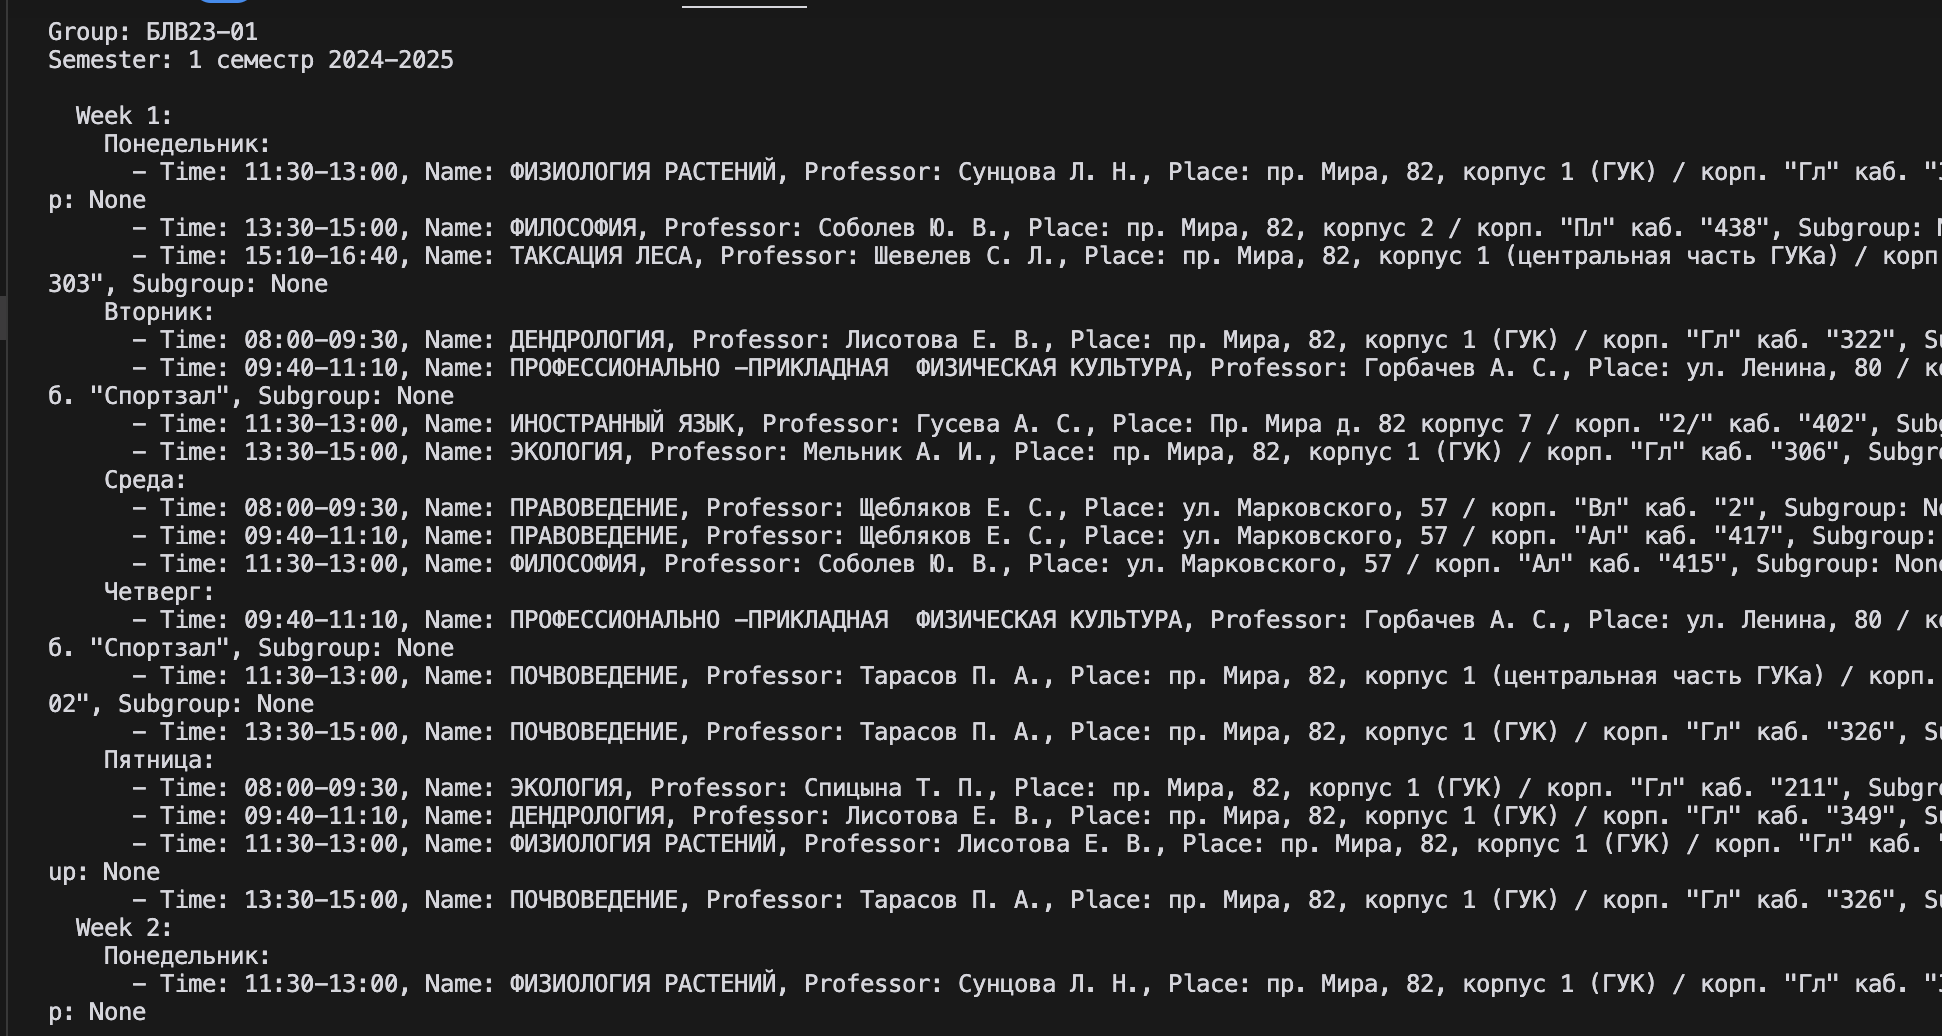 Group: БЛВ23-01
Semester: 1 семестр 2024-2025
Week 1:
Понедельник:
- Time: 11:30-13:00, Name: ФИЗИОЛОГИЯ РАСТЕНИЙ, Professor: Сунцова Л. Н., Place: пр. Мира, 82, корпус 1 (ГУК) / корп. "Гл" каб.
p: None
- Time: 13:30-15:00, Name: ФИЛОСОФИЯ, Professor: Соболев Ю. В., Place: пр. Мира, 82, корпус 2 / корп. "Пл" каб. "438", Subgroup:
- Time: 15:10-16:40, Name: ТАКСАЦИЯ ЛЕСА, Professor: Шевелев С. Л., Place: пр. Мира, 82, корпус 1 (центральная часть ГУКа) / корп
303", Subgroup: None
Вторник:
- Time: 08:00-09:30, Name: ДЕНДРОЛОГИЯ, Professor: Лисотова Е. В., Place: пр. Мира, 82, корпус 1 (ГУК) / корп. "Гл" каб. "322",
- Time: 09:40-11:10, Name: ПРОФЕССИОНАЛЬНО -ПРИКЛАДНАЯ  ФИЗИЧЕСКАЯ КУЛЬТУРА, Professor: Горбачев А. С., Place: ул. Ленина, 80 /
б. "Спортзал", Subgroup: None
- Time: 11:30-13:00, Name: ИНОСТРАННЫЙ ЯЗЫК, Professor: Гусева А. С., Place: Пр. Мира д. 82 корпус 7 / корп. "2/" каб. "402", Sub
- Time: 13:30-15:00, Name: ЭКОЛОГИЯ, Professor: Мельник А. И., Place: пр. Мира, 82, корпус 1 (ГУК) / корп. "Гл" каб. "306", Subgr
Среда:
- Time: 08:00-09:30, Name: ПРАВОВЕДЕНИЕ, Professor: Щебляков Е. С., Place: ул. Марковского, 57 / корп. "Вл" каб. "2", Subgroup: N
- Time: 09:40-11:10, Name: ПРАВОВЕДЕНИЕ, Professor: Щебляков Е. С., Place: ул. Марковского, 57 / корп. "Ал" каб. "417", Subgroup:
- Time: 11:30-13:00, Name: ФИЛОСОФИЯ, Professor: Соболев Ю. В., Place: ул. Марковского, 57 / корп. "Ал" каб. "415", Subgroup: Non
Четверг:
- Time: 09:40-11:10, Name: ПРОФЕССИОНАЛЬНО -ПРИКЛАДНАЯ  ФИЗИЧЕСКАЯ КУЛЬТУРА, Professor: Горбачев А. С., Place: ул. Ленина, 80 /
б. "Спортзал", Subgroup: None
- Time: 11:30-13:00, Name: ПОЧВОВЕДЕНИЕ, Professor: Тарасов П. А., Place: пр. Мира, 82, корпус 1 (центральная часть ГУКа) / корп.
02", Subgroup: None
- Time: 13:30-15:00, Name: ПОЧВОВЕДЕНИЕ, Professor: Тарасов П. А., Place: пр. Мира, 82, корпус 1 (ГУК) / корп. "Гл" каб. "326",
Пятница:
- Time: 08:00-09:30, Name: ЭКОЛОГИЯ, Professor: Спицына Т. П., Place: пр. Мира, 82, корпус 1 (ГУК) / корп. "Гл" каб. "211", Subgr
- Time: 09:40-11:10, Name: ДЕНДРОЛОГИЯ, Professor: Лисотова Е. В., Place: пр. Мира, 82, корпус 1 (ГУК) / корп. "Гл" каб. "349",
- Time: 11:30-13:00, Name: ФИЗИОЛОГИЯ РАСТЕНИЙ, Professor: Лисотова Е. В., Place: пр. Мира, 82, корпус 1 (ГУК) / корп. "Гл" каб.
up: None
- Time: 13:30-15:00, Name: ПОЧВОВЕДЕНИЕ, Professor: Тарасов П. А., Place: пр. Мира, 82, корпус 1 (ГУК) / корп. "Гл" каб. "326",
Week 2:
Понедельник:
- Time: 11:30-13:00, Name: ФИЗИОЛОГИЯ РАСТЕНИЙ, Professor: Сунцова Л. Н., Place: пр. Мира, 82, корпус 1 (ГУК) / корп. "Гл" каб.
p: None